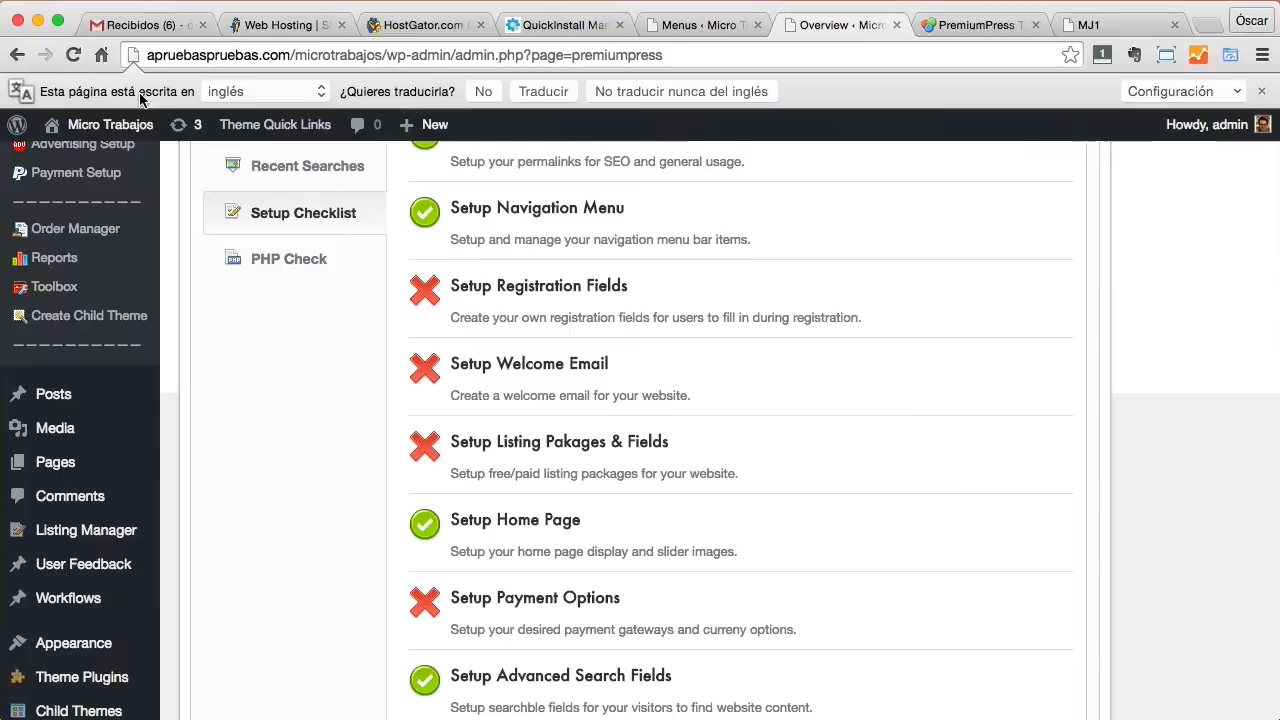 Recibidos (6) - o
Web Hosting | S
HostGator.com
QuickInstall Ma
Menus ‹ Micro T
Overview ‹ Micro
PremiumPress T
MJ1
Óscar
apruebaspruebas.com/microtrabajos/wp-admin/admin.php?page=premiumpress
1
Esta página está escrita en
inglés
¿Quieres traducirla?
No
Traducir
No traducir nunca del inglés
Configuración
Micro Trabajos
3
Theme Quick Links
0
New
Howdy, admin
Advertising Setup
Payment Setup
Order Manager
Reports
Toolbox
Create Child Theme
Posts
Media
Pages
Comments
Listing Manager
User Feedback
Workflows
Appearance
Theme Plugins
Child Themes
Recent Searches
Setup Checklist
PHP Check
Setup your permalinks for SEO and general usage.
Setup Navigation Menu
Setup and manage your navigation menu bar items.
Setup Registration Fields
Create your own registration fields for users to fill in during registration.
Setup Welcome Email
Create a welcome email for your website.
Setup Listing Pakages & Fields
Setup free/paid listing packages for your website.
Setup Home Page
Setup your home page display and slider images.
Setup Payment Options
Setup your desired payment gateways and curreny options.
Setup Advanced Search Fields
Setup searchble fields for your visitors to find website content.